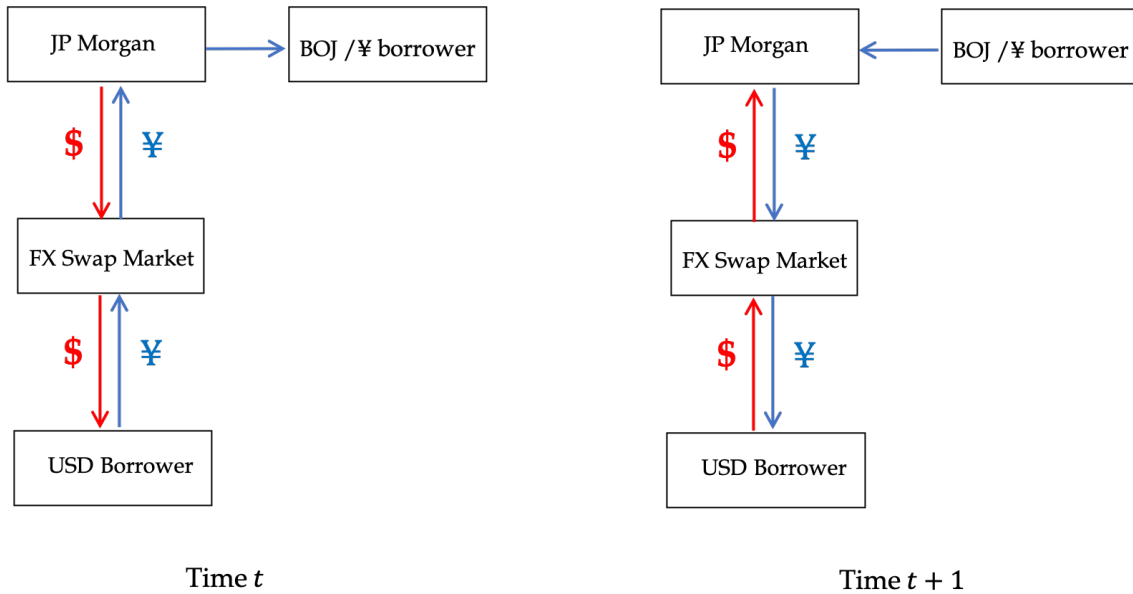 JP Morgan
BOJ /¥ borrower
$
¥
FX Swap Market
$
¥
USD Borrower
Time t
JP Morgan
BOJ /¥ borrower
$
¥
FX Swap Market
$
¥
USD Borrower
Time t + 1